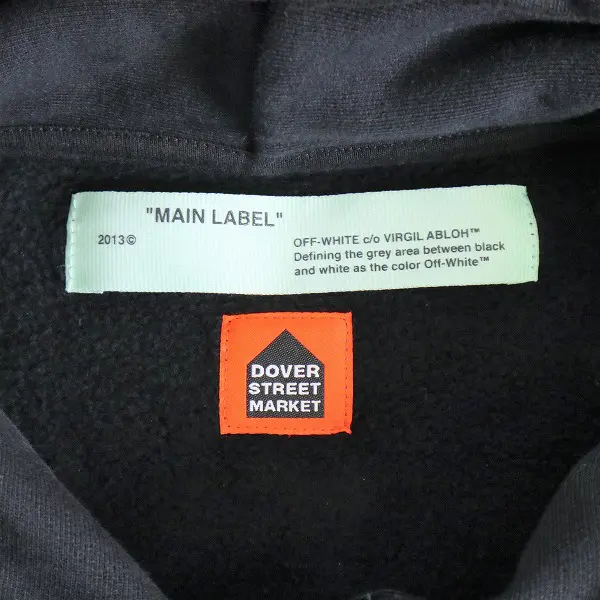 "MAIN LABEL"
2013©
OFF-WHITE c/o VIRGIL ABLOH™
Defining the grey area between black
and white as the color Off-White™
DOVER
STREET
MARKET